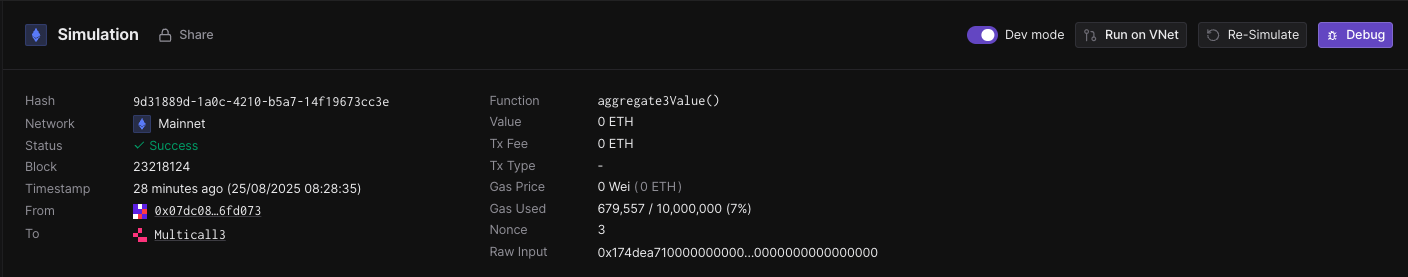 Simulation Share Dev mode Run on VNet Re-Simulate Debug
Hash 9d31889d-1a0c-4210-b5a7-14f19673cc3e
Network Mainnet
Status Success
Block 23218124
Timestamp 28 minutes ago (25/08/2025 08:28:35)
From 0x07dc08…6fd073
To Multicall3
Function aggregate3Value()
Value 0 ETH
Tx Fee 0 ETH
Tx Type -
Gas Price 0 Wei (0 ETH)
Gas Used 679,557 / 10,000,000 (7%)
Nonce 3
Raw Input 0x174dea710000000000...0000000000000000